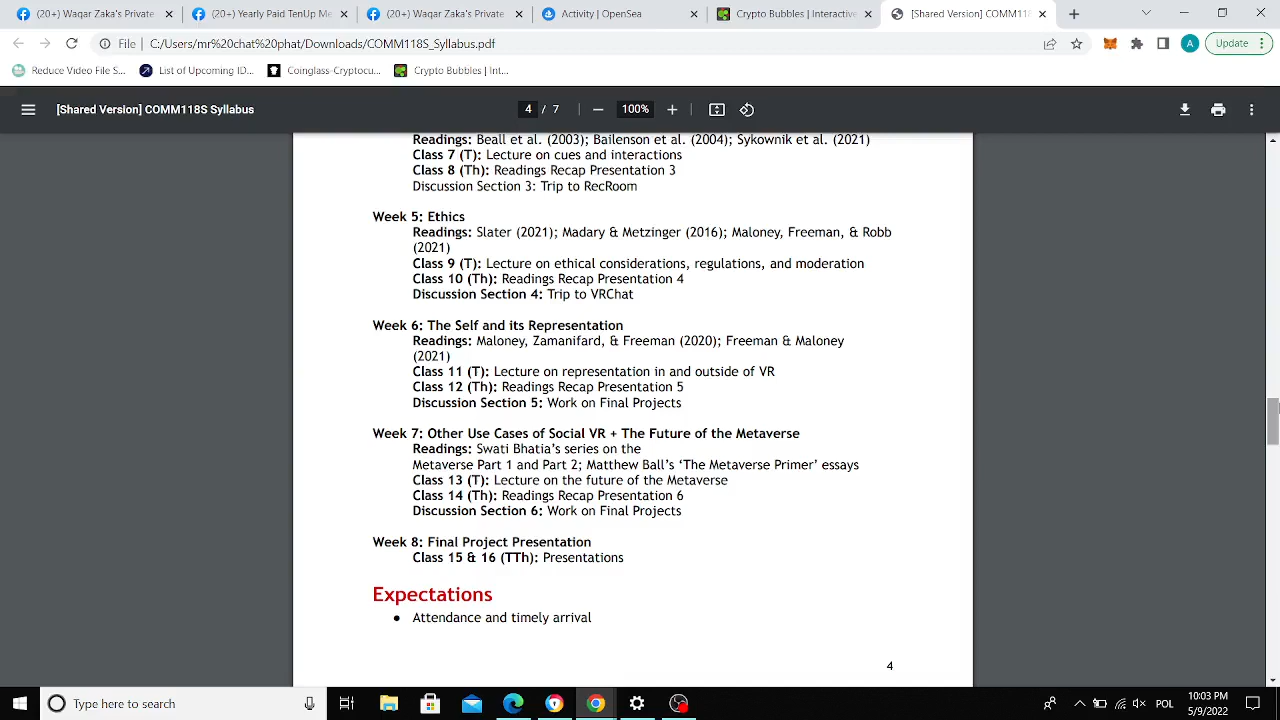 (20+) Waqar Zaka's Private
(20+) Yearly Paid TenUp Me
(20+) Waqar Zaka's Private
Activity | OpenSea
Crypto Bubbles | Interactive
[Shared Version] COMM118
File
C:/Users/mr%20chat%20phat/Downloads/COMM118S_Syllabus.pdf
A
Update
Reduce Video File S...
List of Upcoming ID...
Coinglass-Cryptocu...
Crypto Bubbles | Int...
[Shared Version] COMM118S Syllabus
4 / 7
100%
Readings: Beall et al. (2003); Bailenson et al. (2004); Sykownik et al. (2021)
Class 7 (T): Lecture on cues and interactions
Class 8 (Th): Readings Recap Presentation 3
Discussion Section 3: Trip to RecRoom
Week 5: Ethics
Readings: Slater (2021); Madary & Metzinger (2016); Maloney, Freeman, & Robb
(2021)
Class 9 (T): Lecture on ethical considerations, regulations, and moderation
Class 10 (Th): Readings Recap Presentation 4
Discussion Section 4: Trip to VRChat
Week 6: The Self and its Representation
Readings: Maloney, Zamanifard, & Freeman (2020); Freeman & Maloney
(2021)
Class 11 (T): Lecture on representation in and outside of VR
Class 12 (Th): Readings Recap Presentation 5
Discussion Section 5: Work on Final Projects
Week 7: Other Use Cases of Social VR + The Future of the Metaverse
Readings: Swati Bhatia's series on the
Metaverse Part 1 and Part 2; Matthew Ball's ‘The Metaverse Primer’ essays
Class 13 (T): Lecture on the future of the Metaverse
Class 14 (Th): Readings Recap Presentation 6
Discussion Section 6: Work on Final Projects
Week 8: Final Project Presentation
Class 15 & 16 (TTh): Presentations
Expectations
● Attendance and timely arrival
4
Type here to search
POL
10:03 PM
5/9/2022